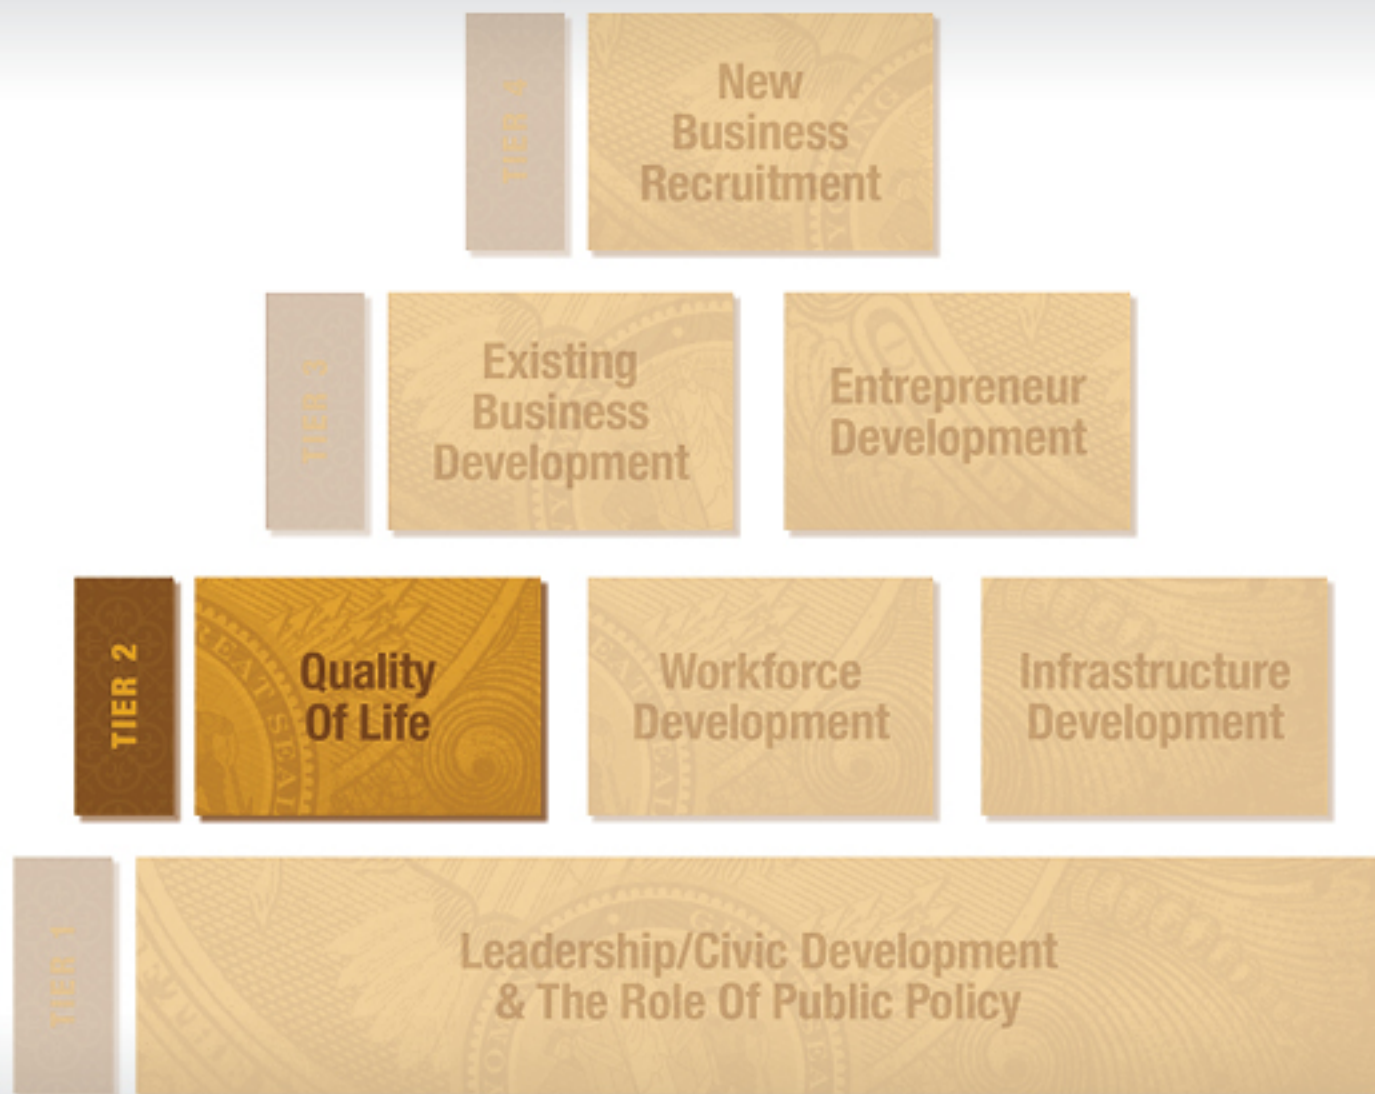 TIER 4
New
Business
Recruitment
TIER 3
Existing
Business
Development
Entrepreneur
Development
TIER 2
Quality
Of Life
Workforce
Development
Infrastructure
Development
TIER 1
Leadership/Civic Development
& The Role Of Public Policy